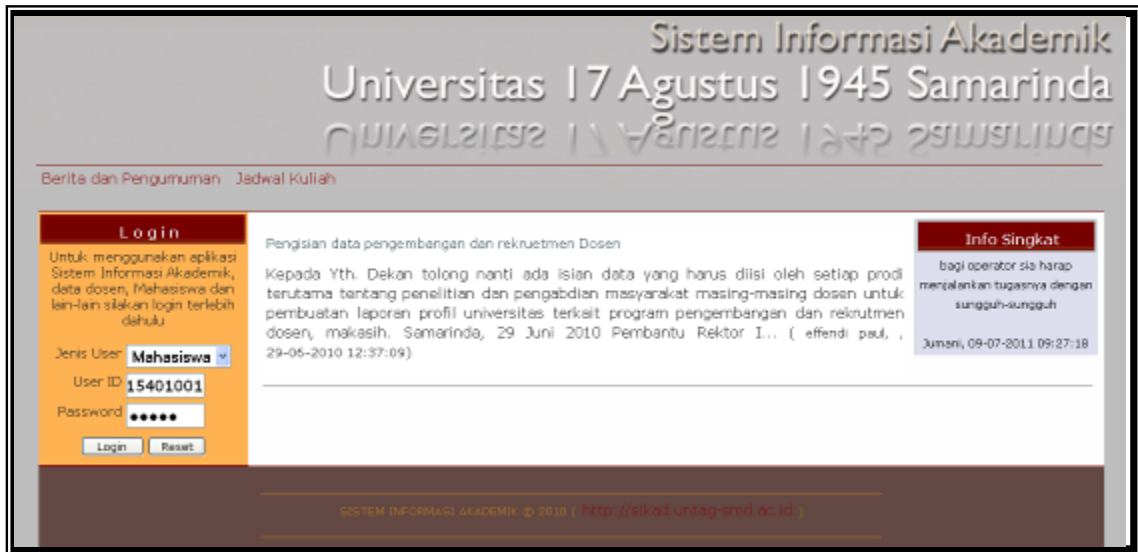 Sistem Informasi Akademik
Universitas 17 Agustus 1945 Samarinda
Berita dan Pengumuman Jadwal Kuliah
Login
Untuk menggunakan aplikasi
Sistem Informasi Akademik,
data dosen, Mahasiswa dan
lain-lain silakan login terlebih
dahulu
Jenis User Mahasiswa
User ID 15401001
Password •••••
Login Reset
Pengisian data pengembangan dan rekruetmen Dosen
Kepada Yth. Dekan tolong nanti ada isian data yang harus diisi oleh setiap prodi
terutama tentang penelitian dan pengabdian masyarakat masing-masing dosen untuk
pembuatan laporan profil universitas terkait program pengembangan dan rekrutmen
dosen, makasih. Samarinda, 29 Juni 2010 Pembantu Rektor I... ( effendi paul, ,
29-06-2010 12:37:09)
Info Singkat
bagi operator sia harap
menjalankan tugasnya dengan
sungguh-sungguh
Jumani, 09-07-2011 09:27:18
SISTEM INFORMASI AKADEMIK © 2010 ( http://sikad.untag-smd.ac.id )